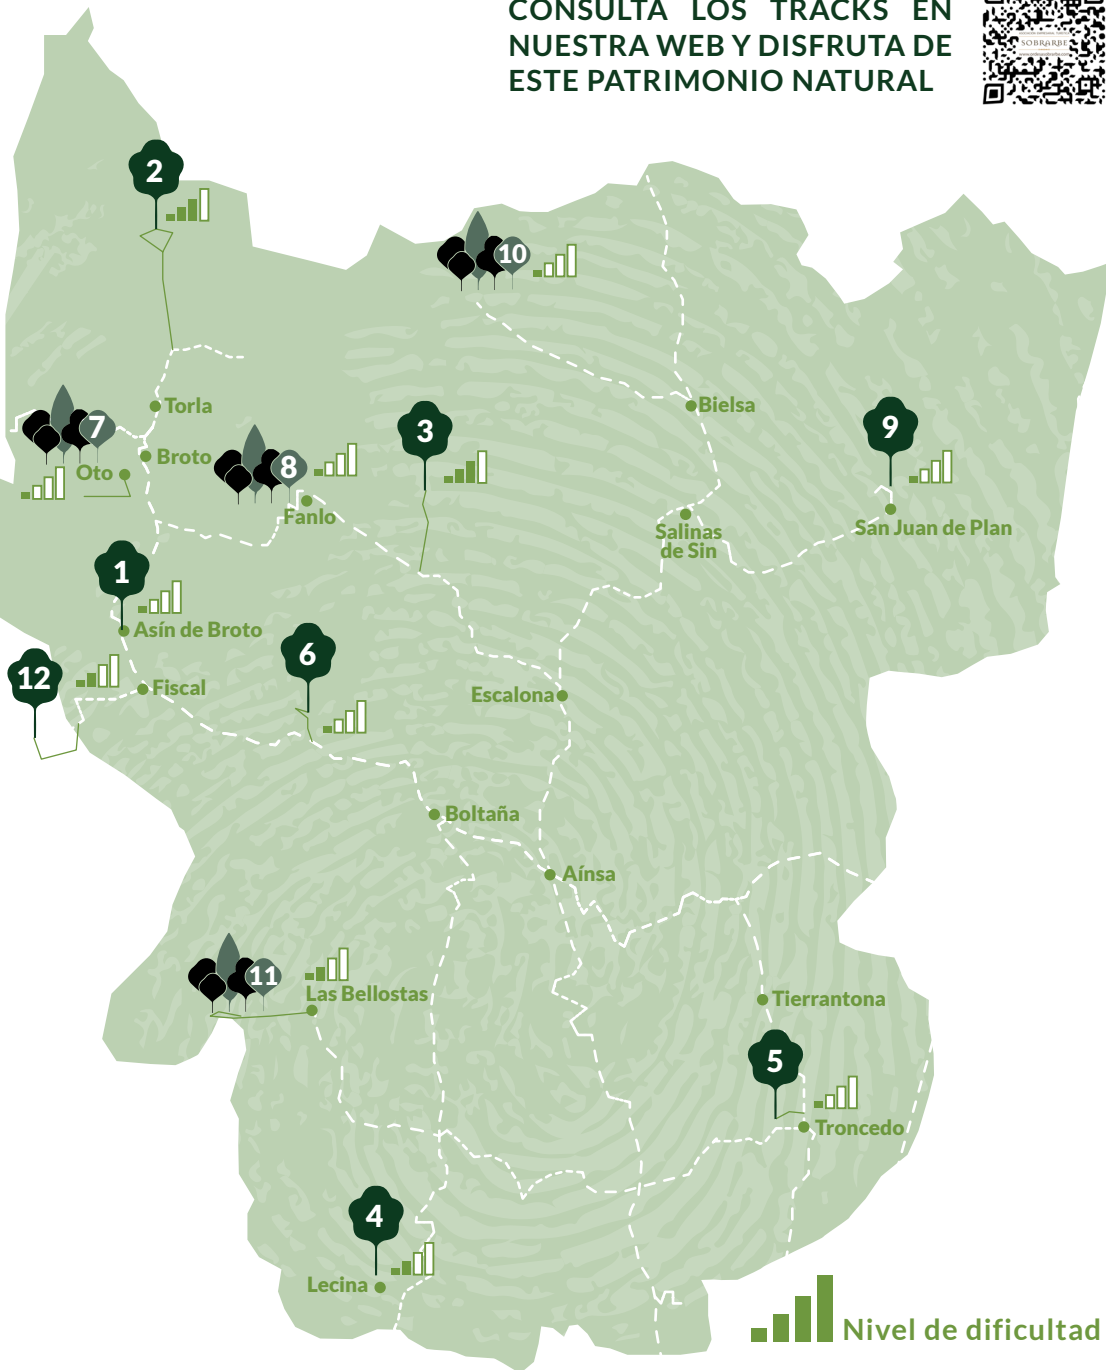 CONSULTA LOS TRACKS EN
NUESTRA WEB Y DISFRUTA DE
ESTE PATRIMONIO NATURAL
SOBRARBE
2
10
7
Torla
Broto
Oto
8
Fanlo
3
Bielsa
9
San Juan de Plan
Salinas
de Sin
1
Asín de Broto
12
Fiscal
6
Escalona
Boltaña
Aínsa
11
Las Bellostas
Tierrantona
5
Troncedo
4
Lecina
Nivel de dificultad